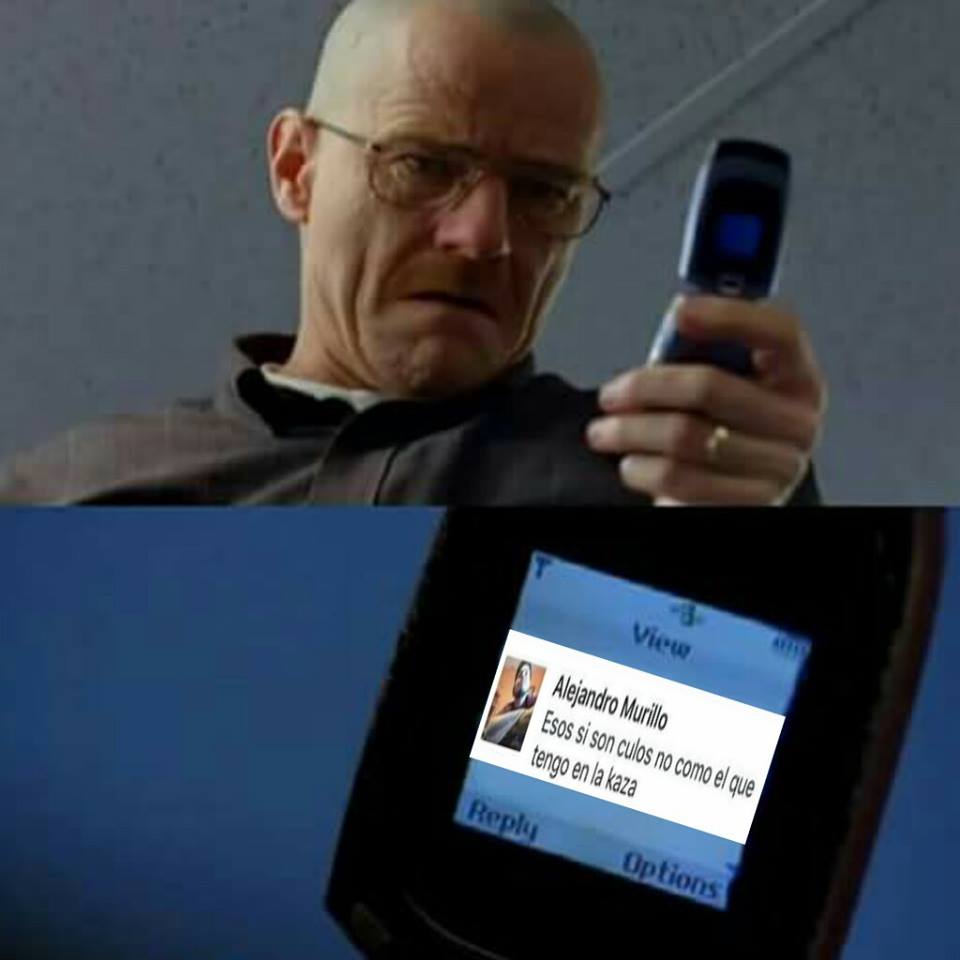 View
Alejandro Murillo
Esos si son culos no como el que
tengo en la kaza
Reply
Options